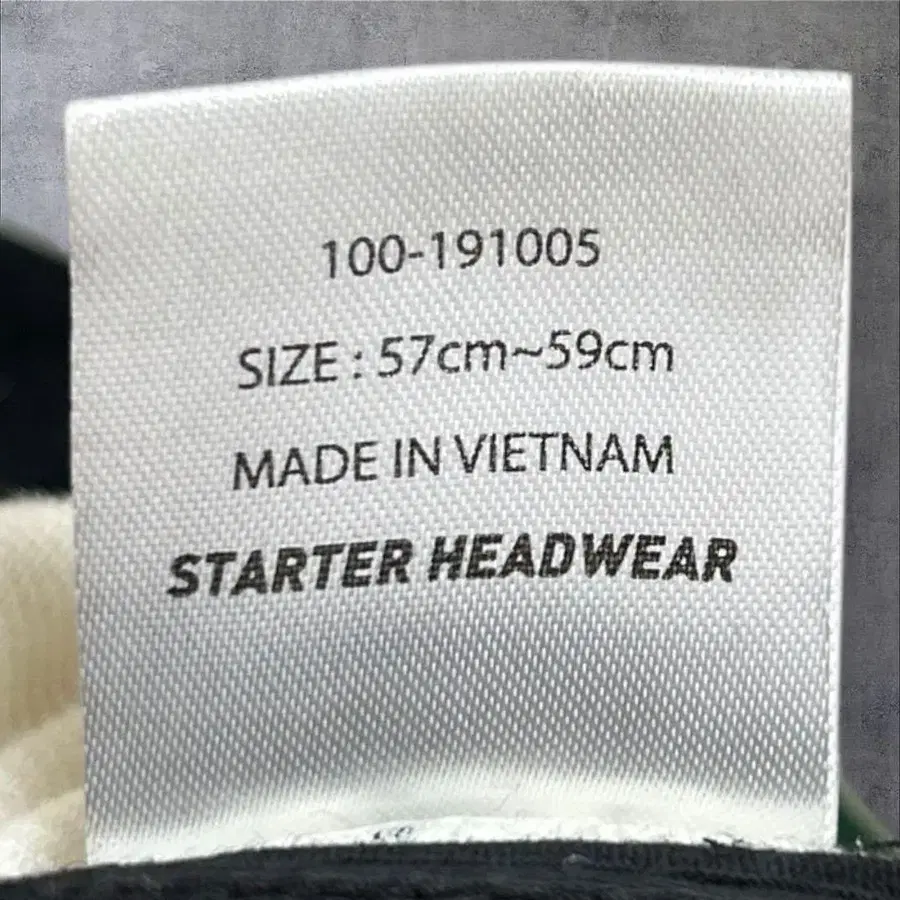 100-191005
SIZE : 57cm~59cm
MADE IN VIETNAM
STARTER HEADWEAR